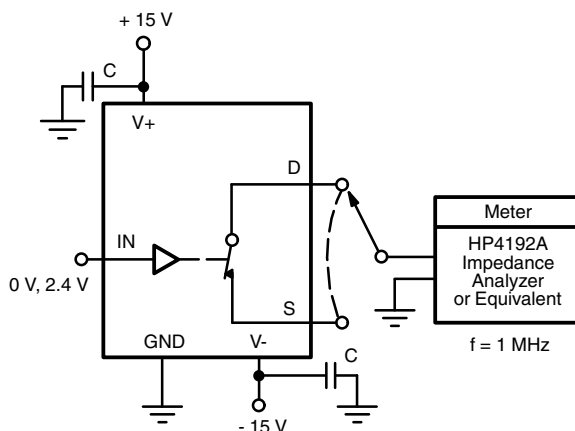 + 15 V
C
V+
D
IN
0 V, 2.4 V
S
GND
V-
C
- 15 V
Meter
HP4192A
Impedance
Analyzer
or Equivalent
f = 1 MHz